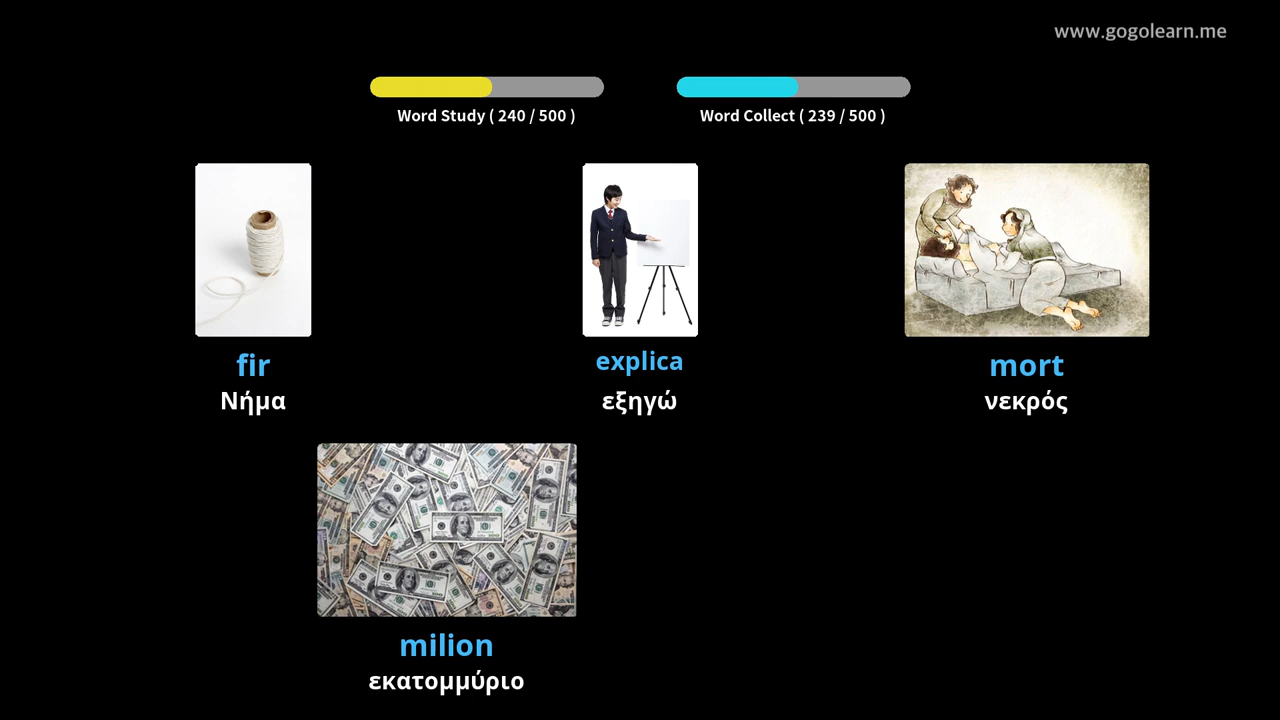 www.gogolearn.me
Word Study ( 240 / 500 )
Word Collect ( 239 / 500 )
fir
Νήμα
explica
εξηγώ
mort
νεκρός
milion
εκατομμύριο